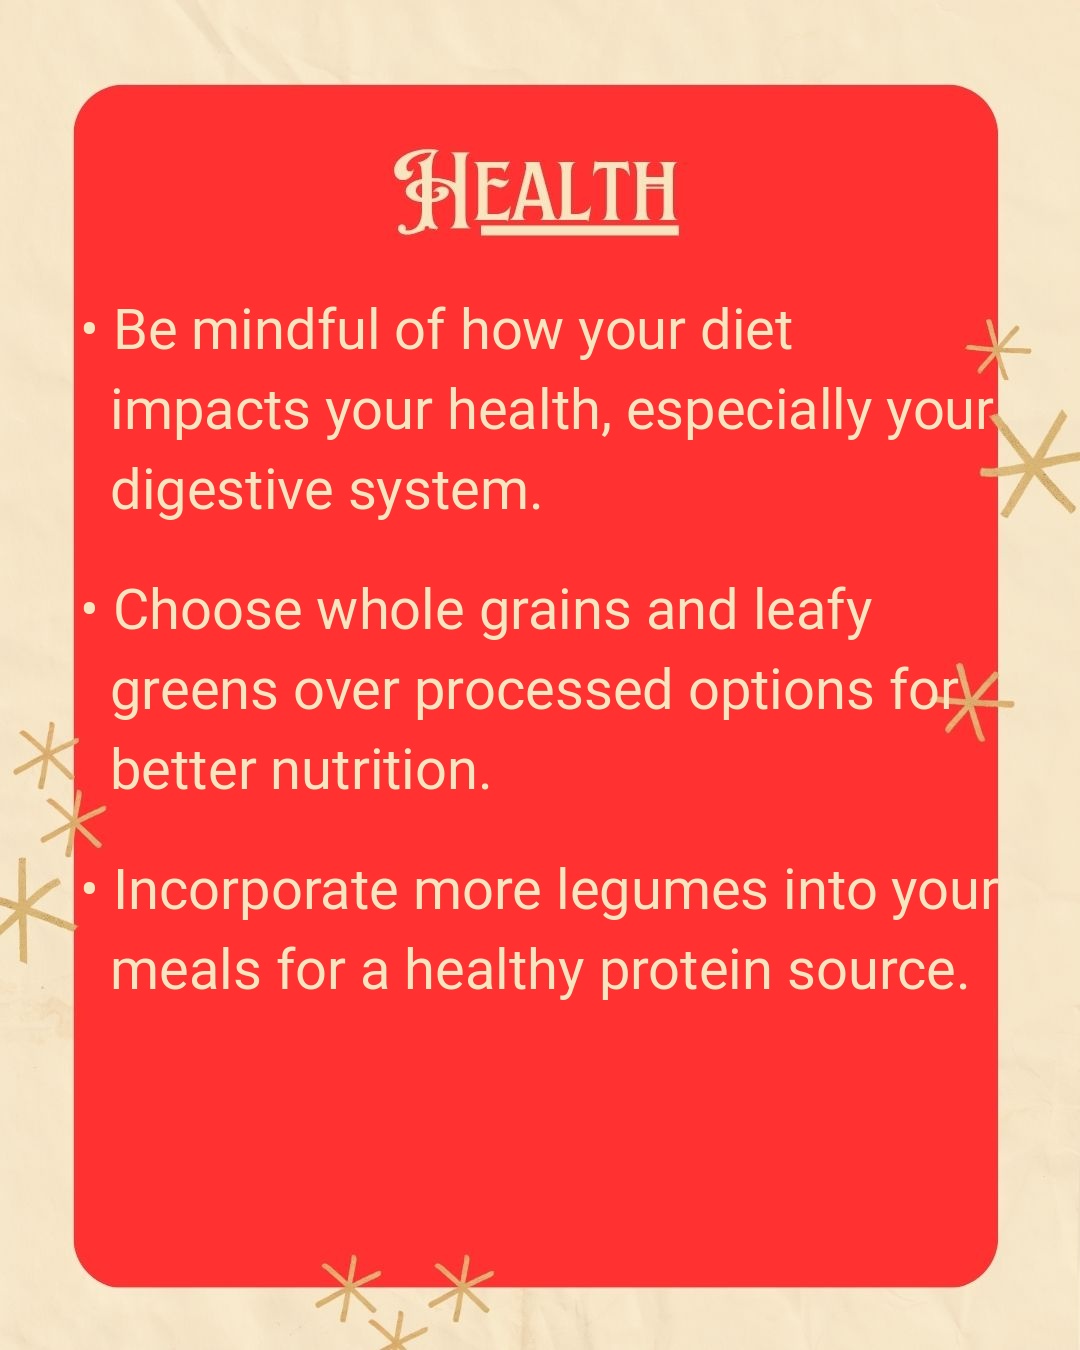 Health
• Be mindful of how your diet
impacts your health, especially your
digestive system.
• Choose whole grains and leafy
greens over processed options for
better nutrition.
• Incorporate more legumes into your
meals for a healthy protein source.